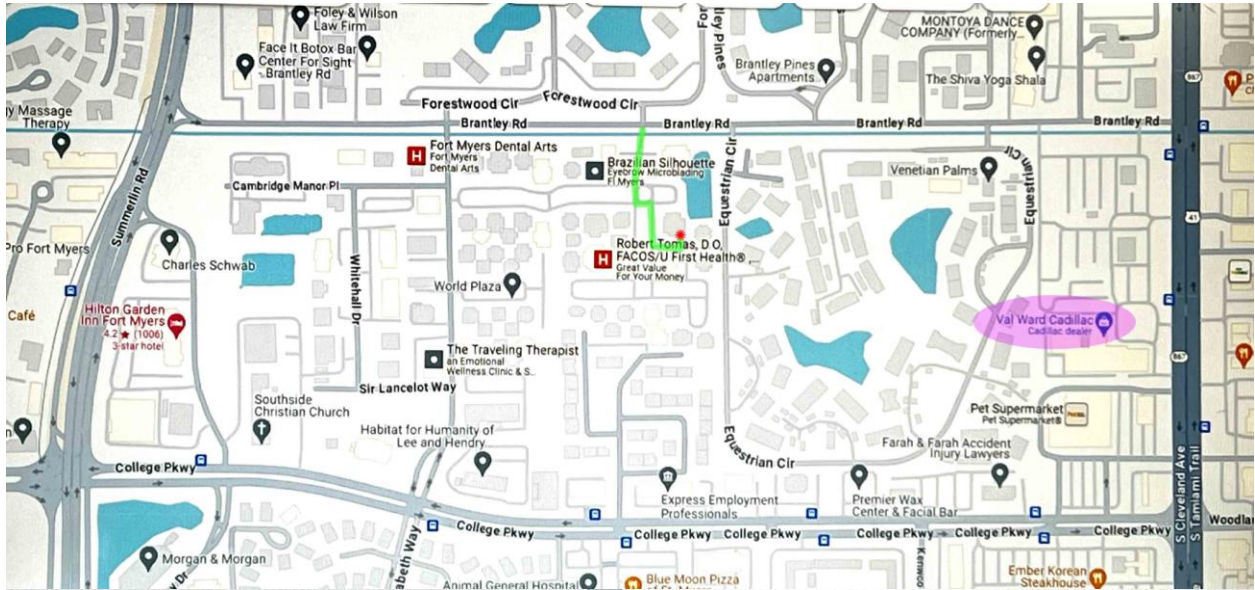 Foley & Wilson
Law Firm
Face It Botox Bar
Center For Sight
- Brantley Rd
Massage
Therapy
Brantley Pines
Apartments
MONTOYA DANCE
COMPANY (Formerly...
The Shiva Yoga Shala
867
Forestwood Cir
Forestwood Cir
Brantley Rd
Brantley Rd
Brantley Rd
Brantley Rd
Fort Myers Dental Arts
Fort Myers
Dental Arts
Brazilian Silhouette
Eyebrow Microblading
Ft Myers
Venetian Palms
Cambridge Manor Pl
Summerlin Rd
Equestrian Cir
Equestrian Cir
41
Pro Fort Myers
Charles Schwab
Whitehall Dr
World Plaza
Robert Tomas, D O,
FACOS/U First Health®
Great Value
For Your Money
Café
Hilton Garden
Inn Fort Myers
4.2 ★ (1006)
3-star hotel
Val Ward Cadillac
Cadillac dealer
867
The Traveling Therapist
an Emotional
Wellness Clinic & S...
Sir Lancelot Way
Southside
Christian Church
Pet Supermarket
Pet Supermarket®
Habitat for Humanity of
Lee and Hendry...
Equestrian Cir
Farah & Farah Accident
Injury Lawyers
College Pkwy
Express Employment
Professionals
Premier Wax
Center & Facial Bar
S Cleveland Ave
S Tamiami Trail
College Pkwy
College Pkwy
College Pkwy
College Pkwy
College Pkwy
Morgan & Morgan
abeth Way
Animal General Hospital
Blue Moon Pizza
Ember Korean
Steakhouse